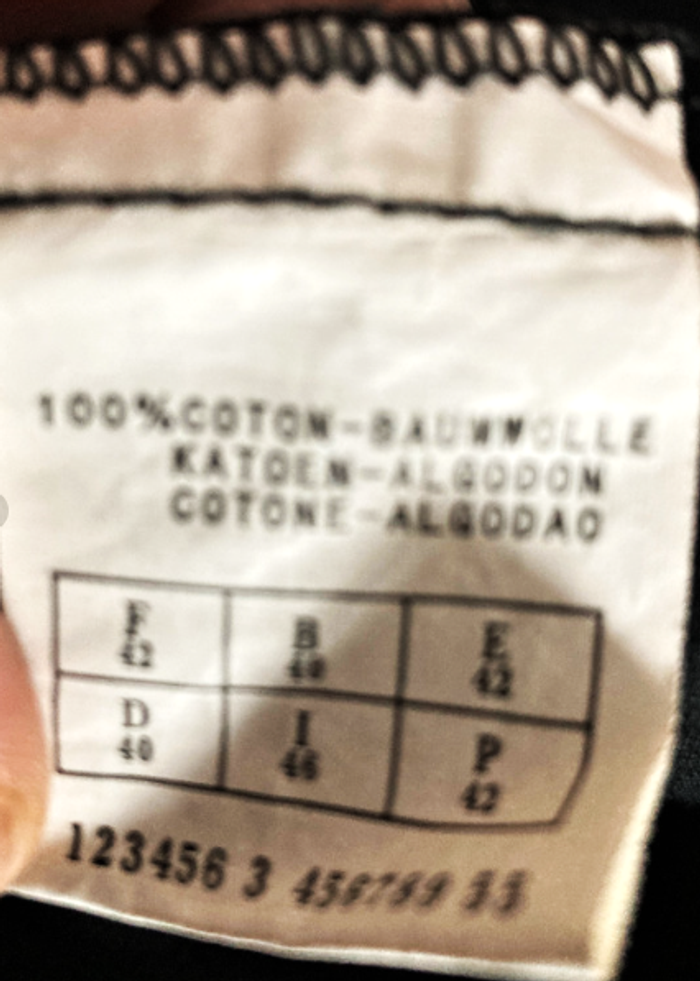 100%COTON-BAUMWOLLE
KATOEN-ALGODON
COTONE-ALGODAO
F B E
42 40 42
D I P
40 46 42
123456 3